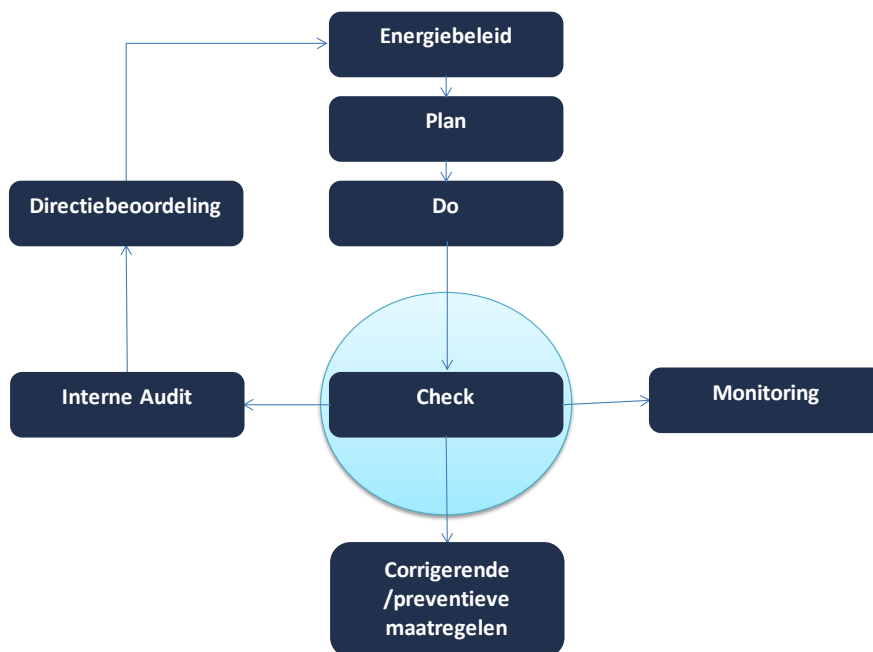 Energiebeleid
Plan
Directiebeoordeling
Do
Interne Audit
Check
Monitoring
Corrigerende
/preventieve
maatregelen